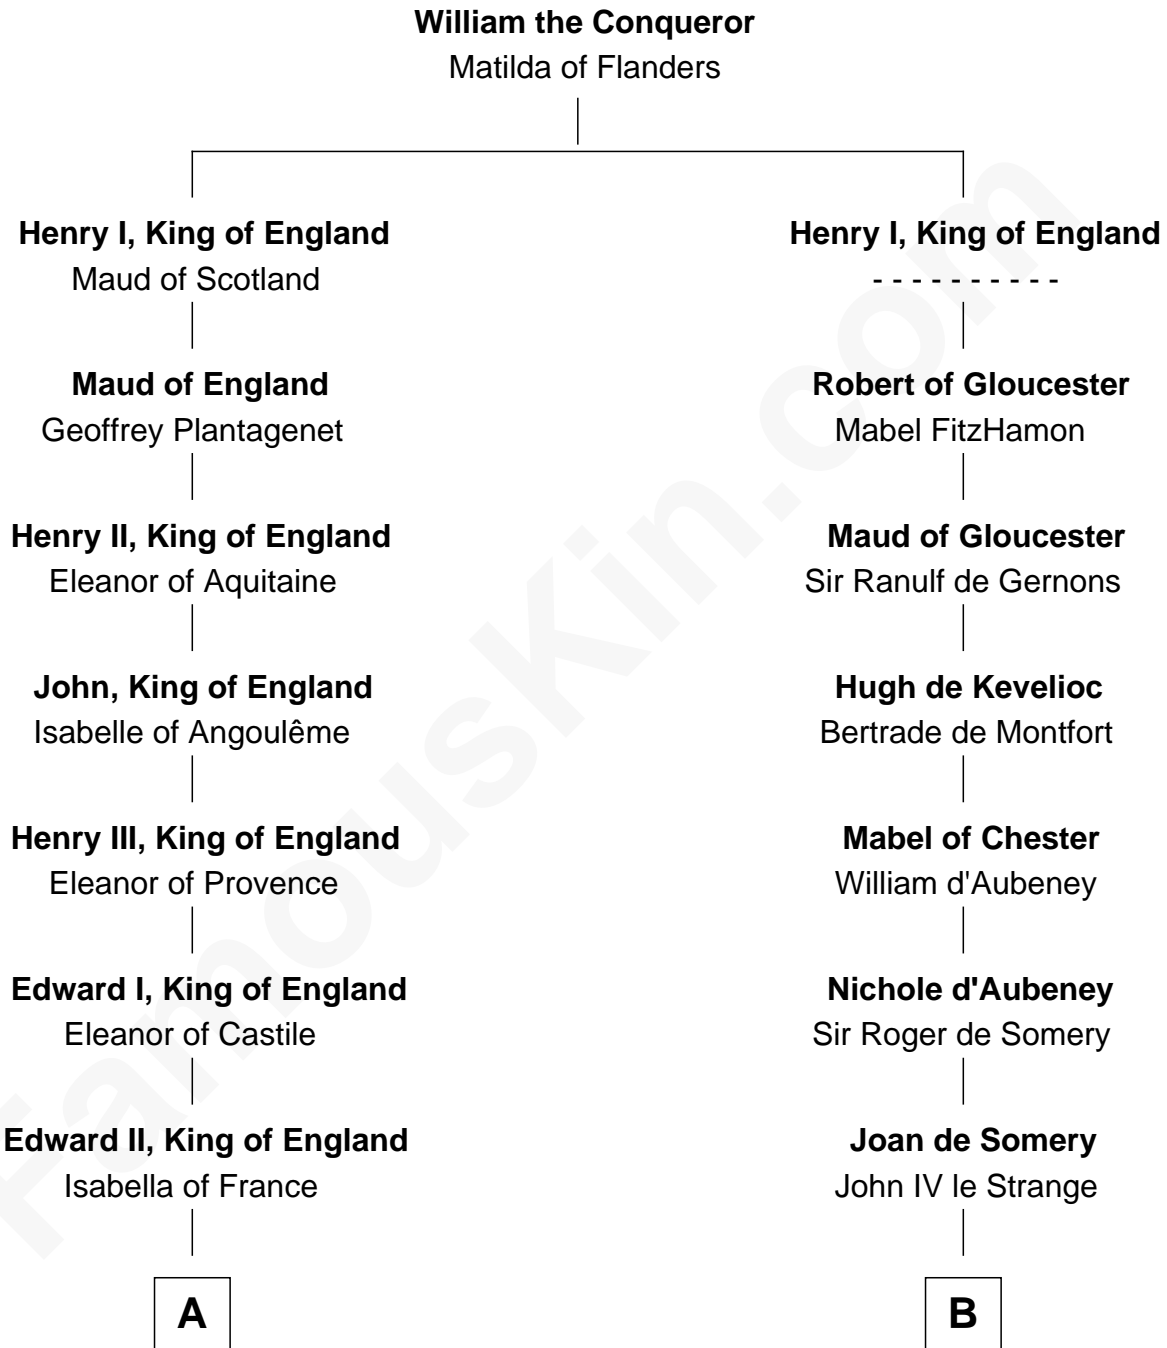 William the Conqueror
Matilda of Flanders
Henry I, King of England
Maud of Scotland
Maud of England
Geoffrey Plantagenet
Henry II, King of England
Eleanor of Aquitaine
John, King of England
Isabelle of Angoulême
Henry III, King of England
Eleanor of Provence
Edward I, King of England
Eleanor of Castile
Edward II, King of England
Isabella of France
A
Henry I, King of England
- - - - - - - - - -
Robert of Gloucester
Mabel FitzHamon
Maud of Gloucester
Sir Ranulf de Gernons
Hugh de Kevelioc
Bertrade de Montfort
Mabel of Chester
William d'Aubeney
Nichole d'Aubeney
Sir Roger de Somery
Joan de Somery
John IV le Strange
B
FamousKin.com